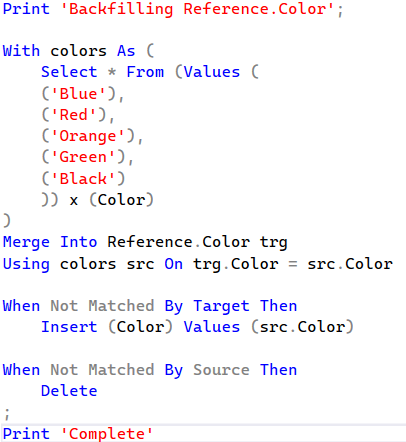 Print 'Backfilling Reference.Color';

With colors As (
    Select * From (Values (
    ('Blue'),
    ('Red'),
    ('Orange'),
    ('Green'),
    ('Black')
    )) x (Color)
)
Merge Into Reference.Color trg
Using colors src On trg.Color = src.Color

When Not Matched By Target Then
    Insert (Color) Values (src.Color)

When Not Matched By Source Then
    Delete
;
Print 'Complete'